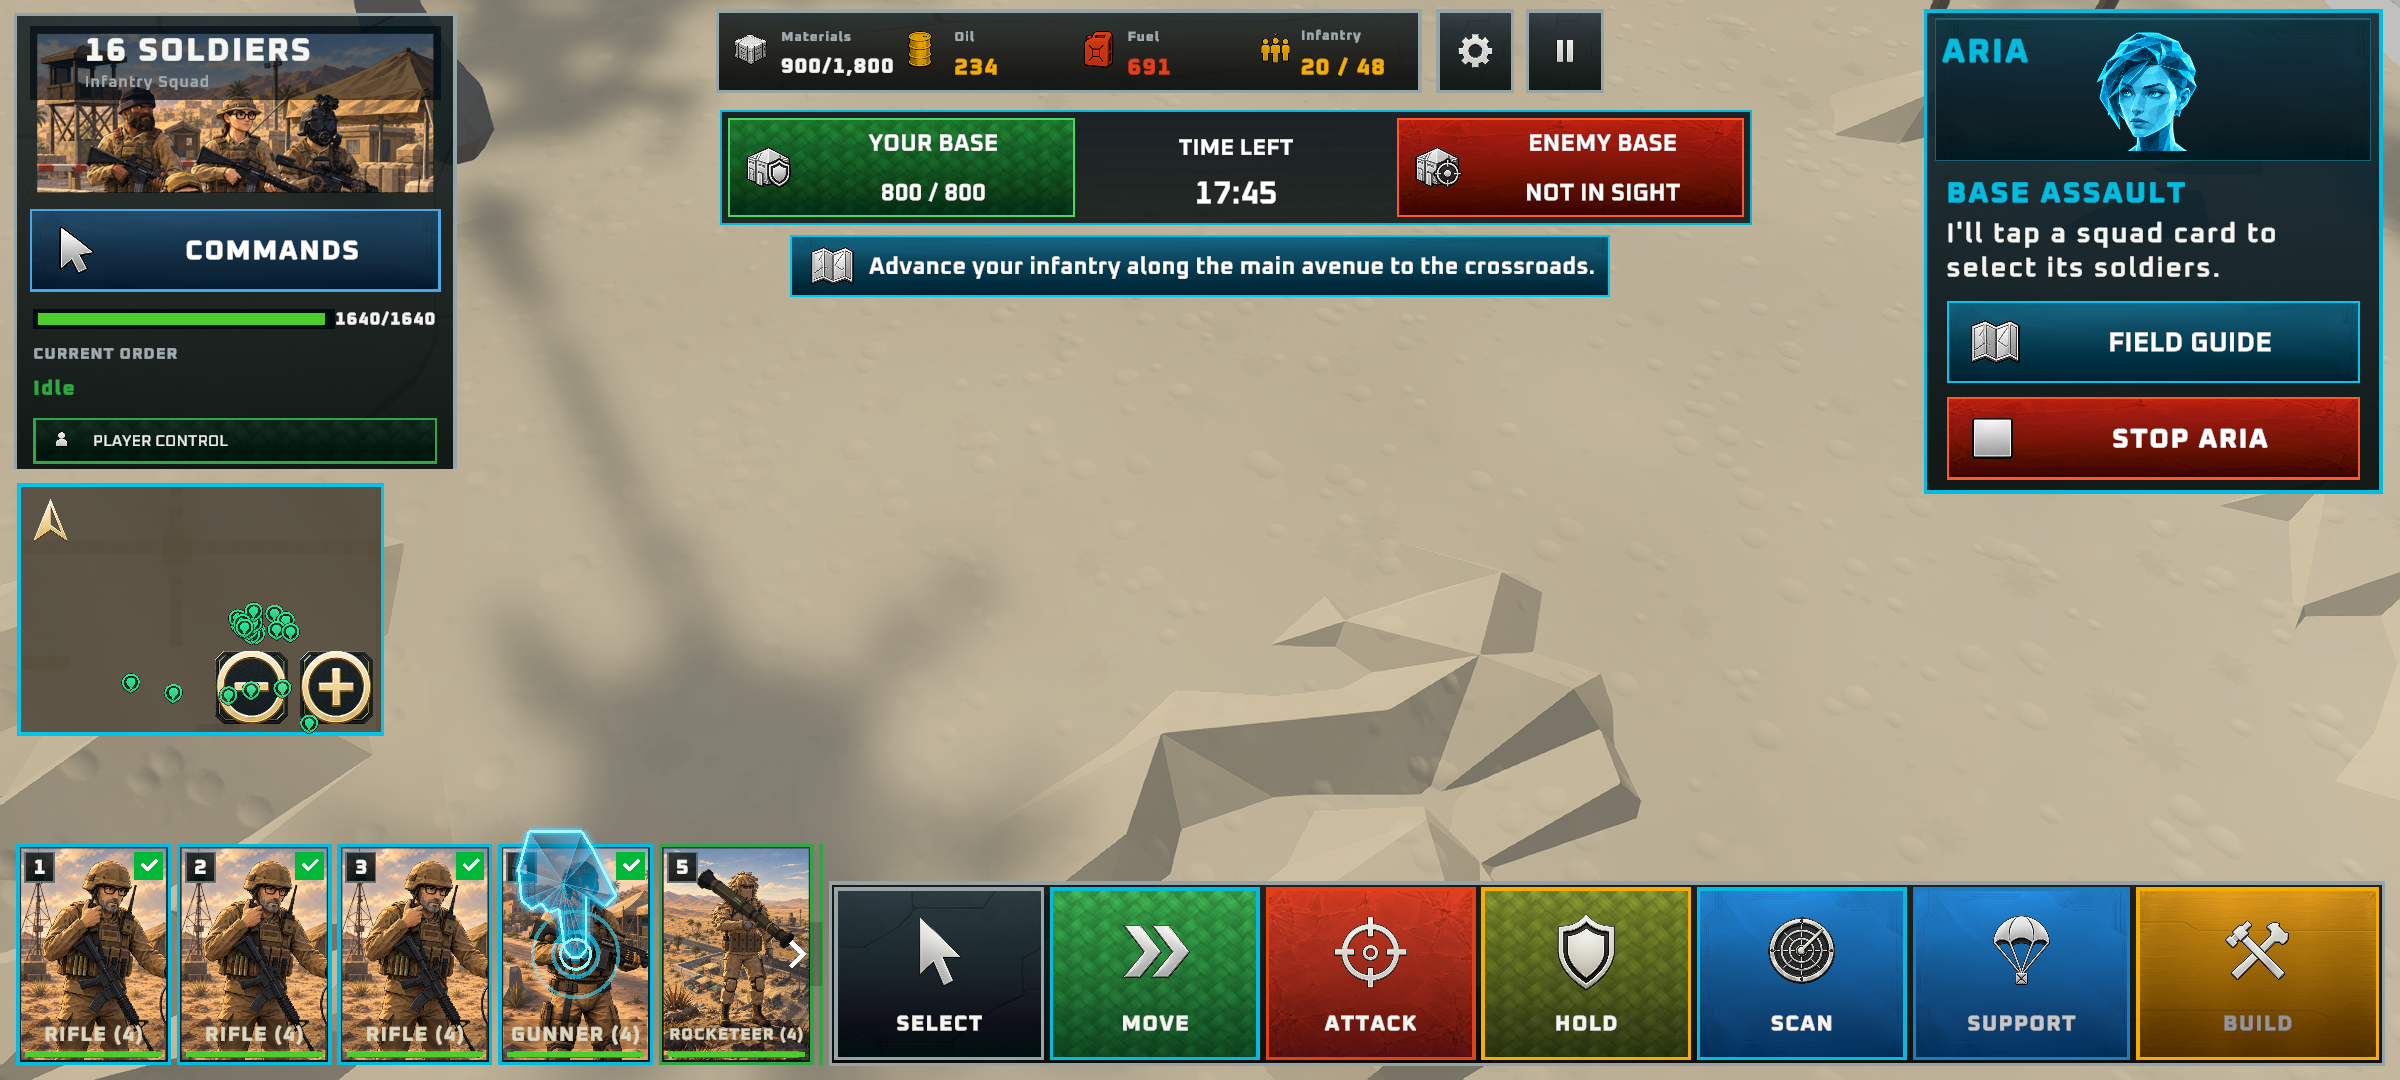 16 SOLDIERS
Infantry Squad
COMMANDS
1640/1640
CURRENT ORDER
Idle
PLAYER CONTROL
Materials
900/1,800
Oil
234
Fuel
691
Infantry
20 / 48
YOUR BASE
800 / 800
TIME LEFT
17:45
ENEMY BASE
NOT IN SIGHT
Advance your infantry along the main avenue to the crossroads.
ARIA
BASE ASSAULT
I'll tap a squad card to
select its soldiers.
FIELD GUIDE
STOP ARIA
1
RIFLE (4)
2
RIFLE (4)
3
RIFLE (4)
GUNNER (4)
5
ROCKETEER (4)
SELECT
MOVE
ATTACK
HOLD
SCAN
SUPPORT
BUILD